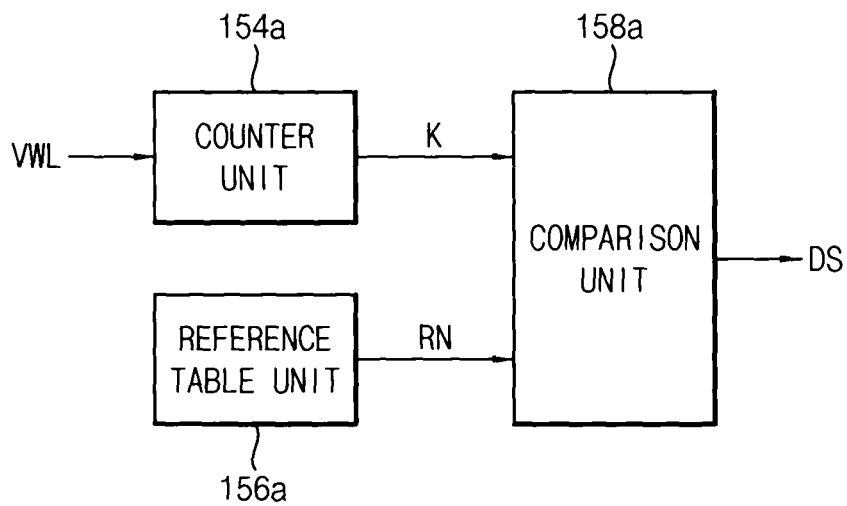 154a
158a
VWL
COUNTER
UNIT
K
COMPARISON
UNIT
DS
REFERENCE
TABLE UNIT
RN
156a